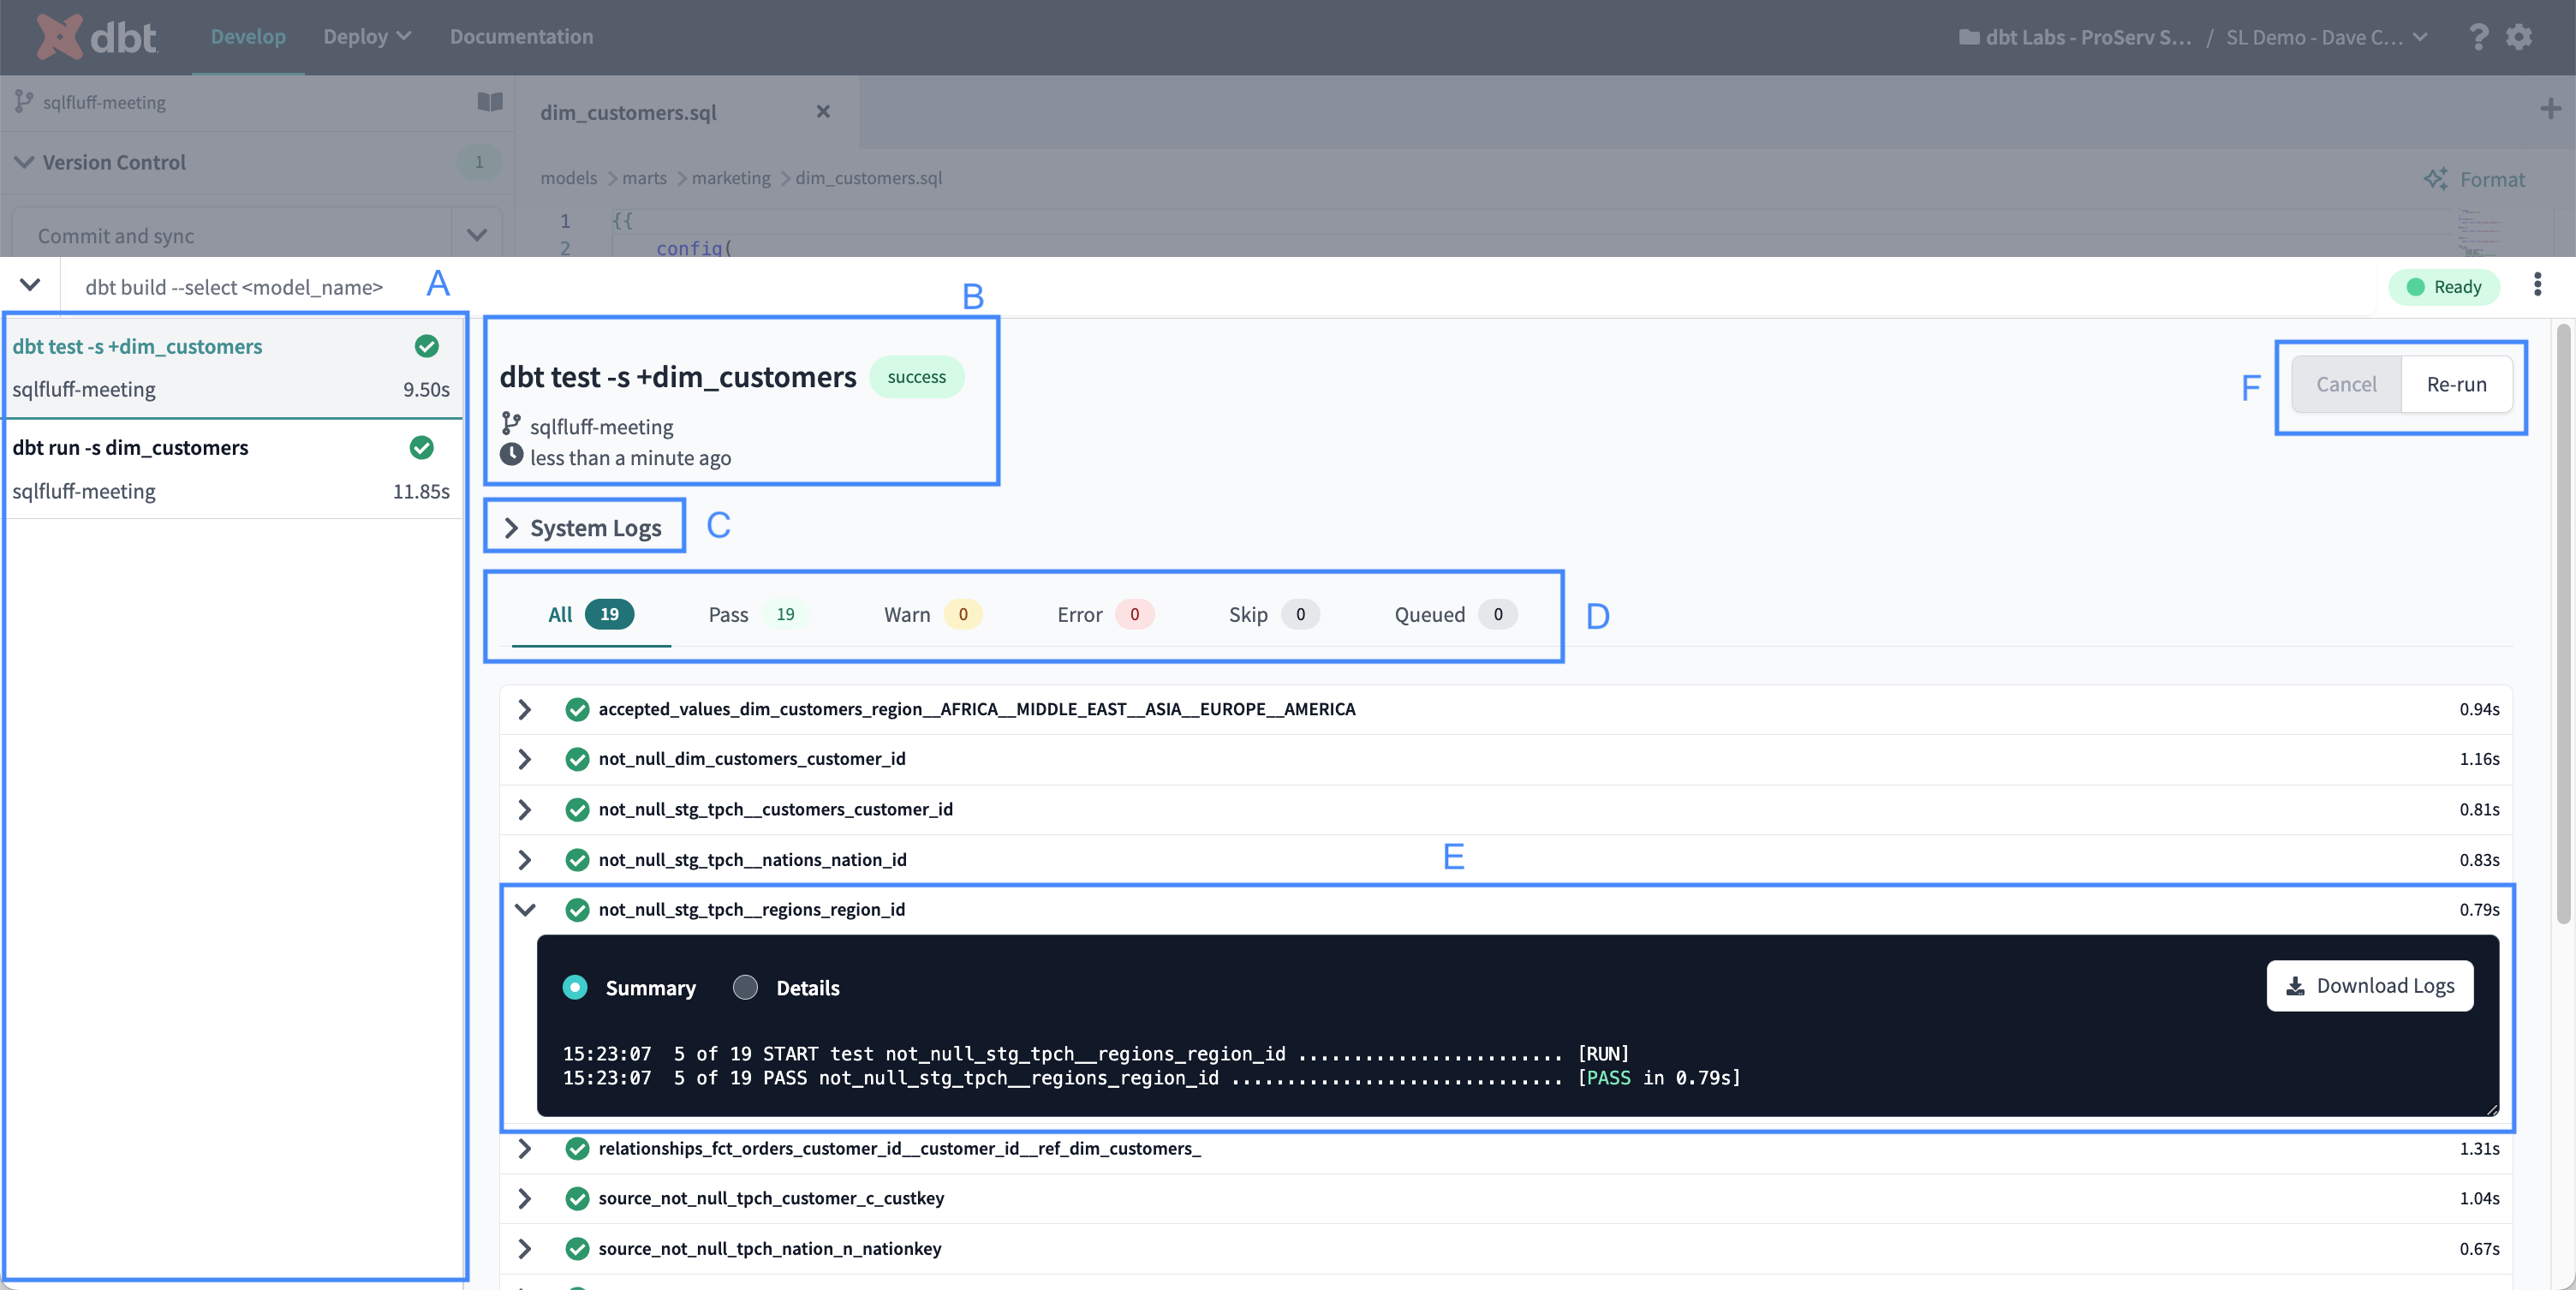 dbt Develop Deploy Documentation dbt Labs - ProServ S... / SL Demo - Dave C... ?
sqlfluff-meeting
dim_customers.sql
Version Control 1
models marts marketing dim_customers.sql
Format
Commit and sync
1 {{
2 config(
dbt build --select <model_name>
A
B
Ready
dbt test -s +dim_customers
sqlfluff-meeting 9.50s
dbt run -s dim_customers
sqlfluff-meeting 11.85s
dbt test -s +dim_customers success
sqlfluff-meeting
less than a minute ago
F
Cancel Re-run
System Logs
C
All 19 Pass 19 Warn 0 Error 0 Skip 0 Queued 0
D
accepted_values_dim_customers_region__AFRICA__MIDDLE_EAST__ASIA__EUROPE__AMERICA 0.94s
not_null_dim_customers_customer_id 1.16s
not_null_stg_tpch__customers_customer_id 0.81s
not_null_stg_tpch__nations_nation_id 0.83s
E
not_null_stg_tpch__regions_region_id 0.79s
Summary Details Download Logs
15:23:07 5 of 19 START test not_null_stg_tpch__regions_region_id ........................ [RUN]
15:23:07 5 of 19 PASS not_null_stg_tpch__regions_region_id .............................. [PASS in 0.79s]
relationships_fct_orders_customer_id__customer_id__ref_dim_customers_ 1.31s
source_not_null_tpch_customer_c_custkey 1.04s
source_not_null_tpch_nation_n_nationkey 0.67s